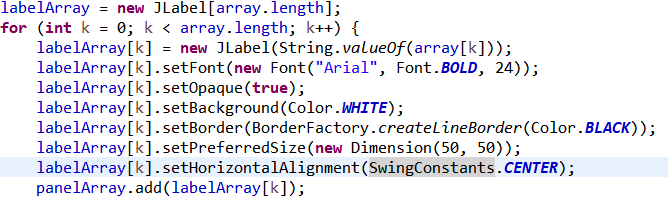 labelArray = new JLabel[array.length];
for (int k = 0; k < array.length; k++) {
    labelArray[k] = new JLabel(String.valueOf(array[k]));
    labelArray[k].setFont(new Font("Arial", Font.BOLD, 24));
    labelArray[k].setOpaque(true);
    labelArray[k].setBackground(Color.WHITE);
    labelArray[k].setBorder(BorderFactory.createLineBorder(Color.BLACK));
    labelArray[k].setPreferredSize(new Dimension(50, 50));
    labelArray[k].setHorizontalAlignment(SwingConstants.CENTER);
    panelArray.add(labelArray[k]);